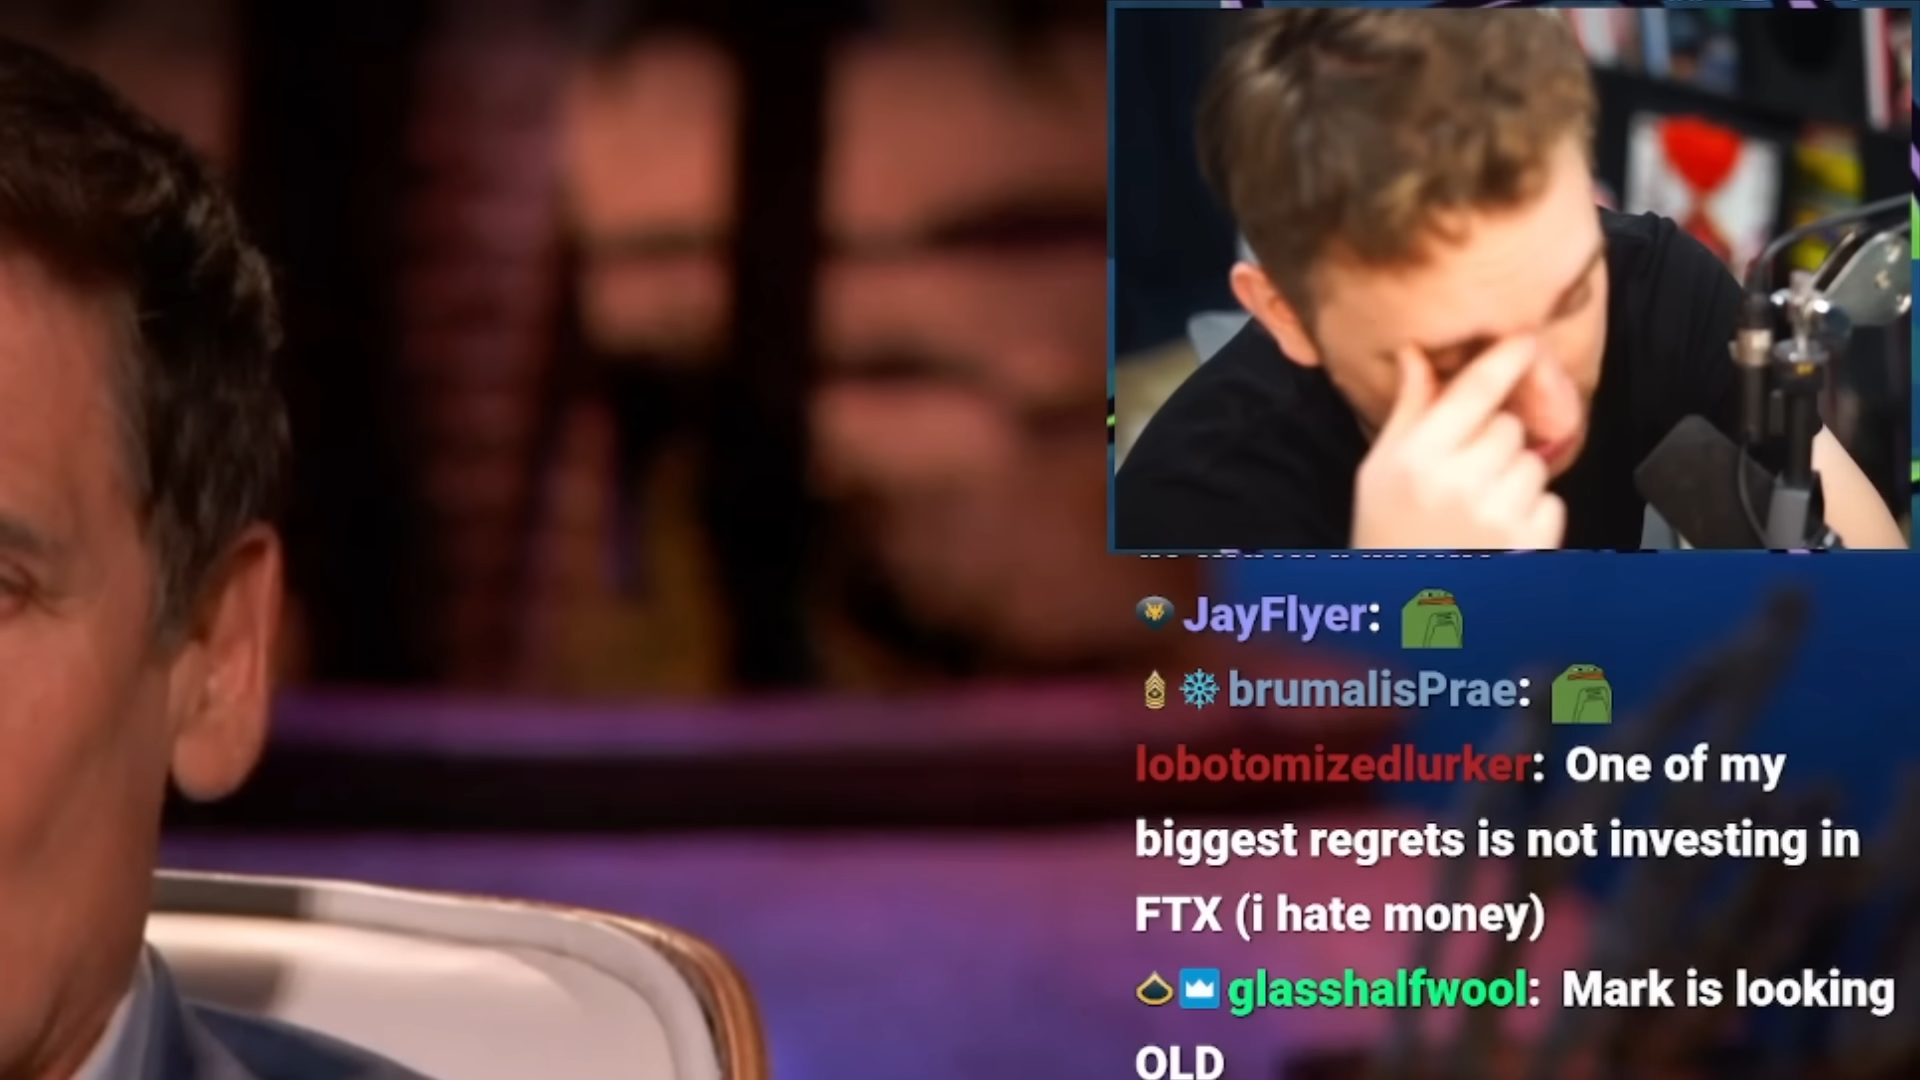 JayFlyer:
brumalisPrae:
lobotomizedlurker: One of my
biggest regrets is not investing in
FTX (i hate money)
glasshalfwool: Mark is looking
OLD